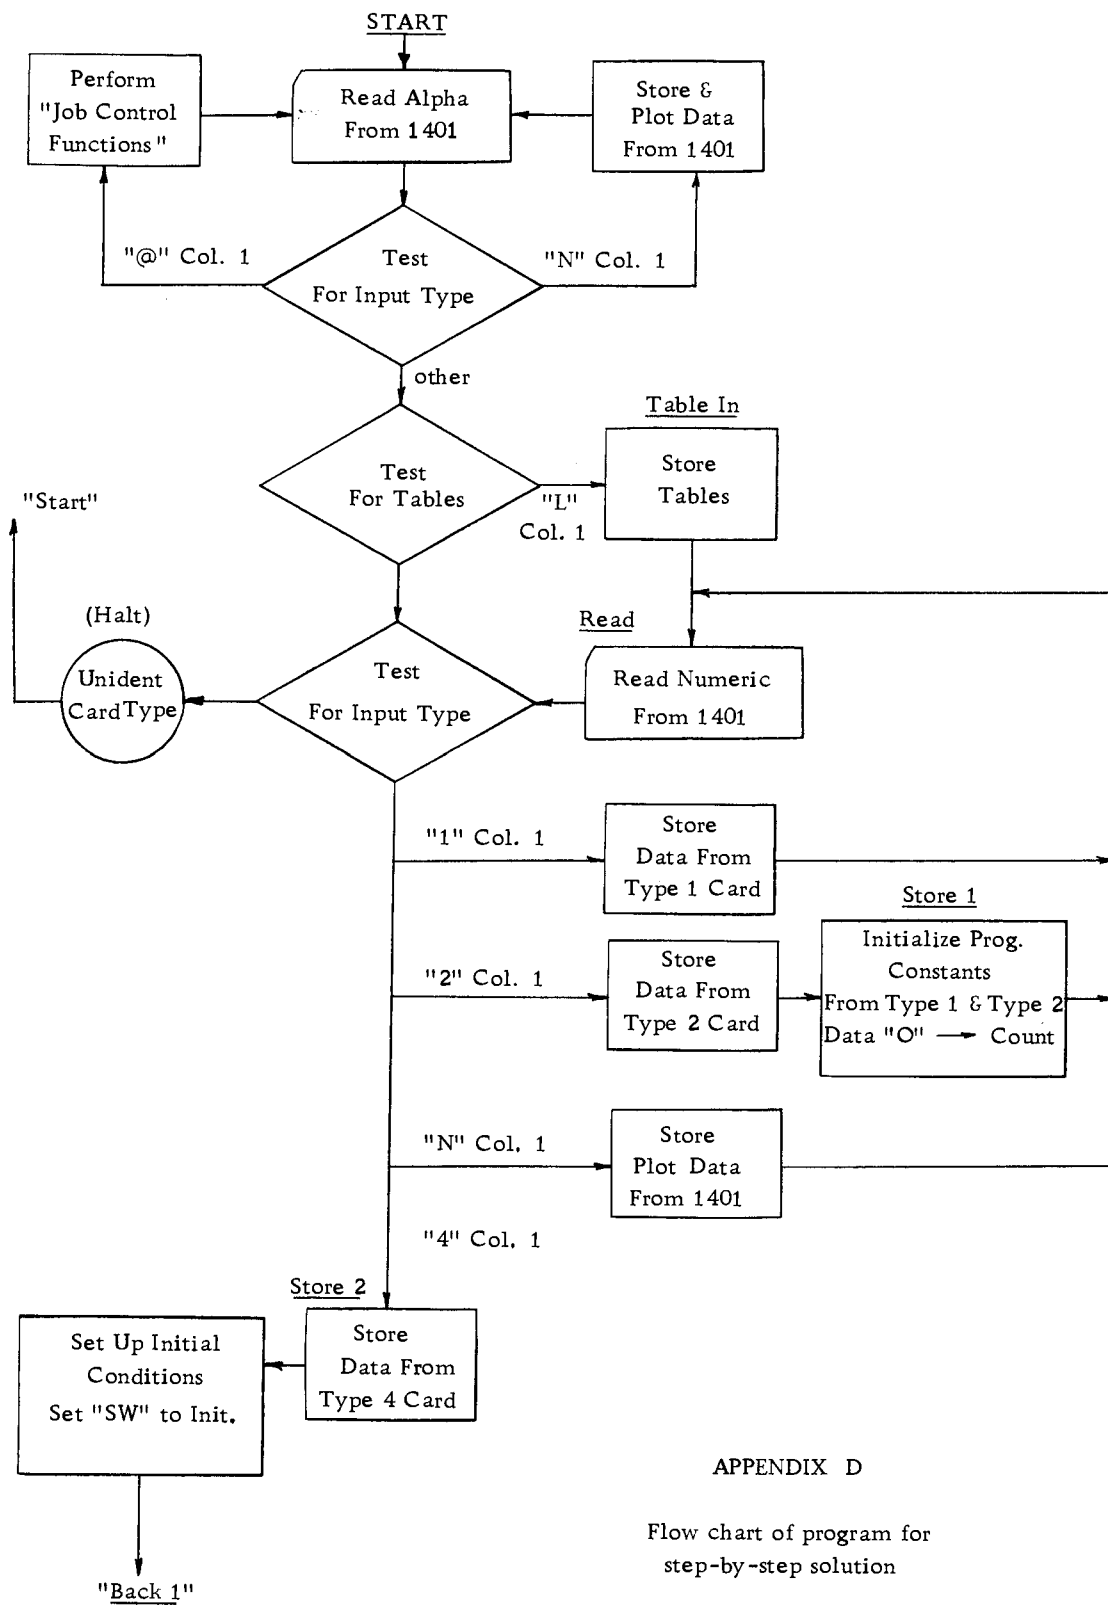 START
Perform
"Job Control
Functions"
Read Alpha
From 1401
Store &
Plot Data
From 1401
"@" Col. 1
Test
For Input Type
"N" Col. 1
other
Table In
Test
For Tables
"L"
Col. 1
Store
Tables
"Start"
(Halt)
Unident
Card Type
Test
For Input Type
Read
Read Numeric
From 1401
"1" Col. 1
Store
Data From
Type 1 Card
"2" Col. 1
Store
Data From
Type 2 Card
Store 1
Initialize Prog.
Constants
From Type 1 & Type 2
Data "O" → Count
"N" Col. 1
Store
Plot Data
From 1401
"4" Col. 1
Store 2
Store
Data From
Type 4 Card
Set Up Initial
Conditions
Set "SW" to Init.
"Back 1"
APPENDIX D
Flow chart of program for
step-by-step solution